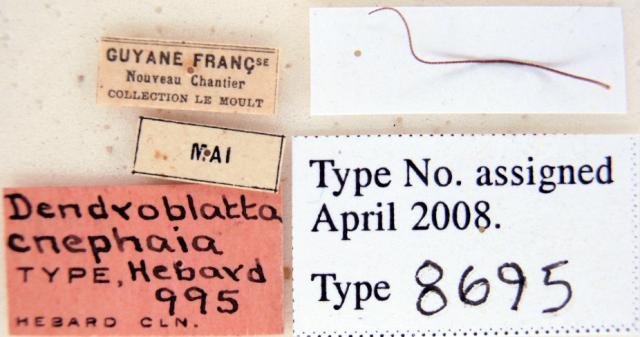 GUYANE FRANÇSE
Nouveau Chantier
COLLECTION LE MOULT
MAI
Dendroblatta
cnephaia
TYPE, Hebard
995
HEBARD CLN.
Type No. assigned
April 2008.
Type 8695